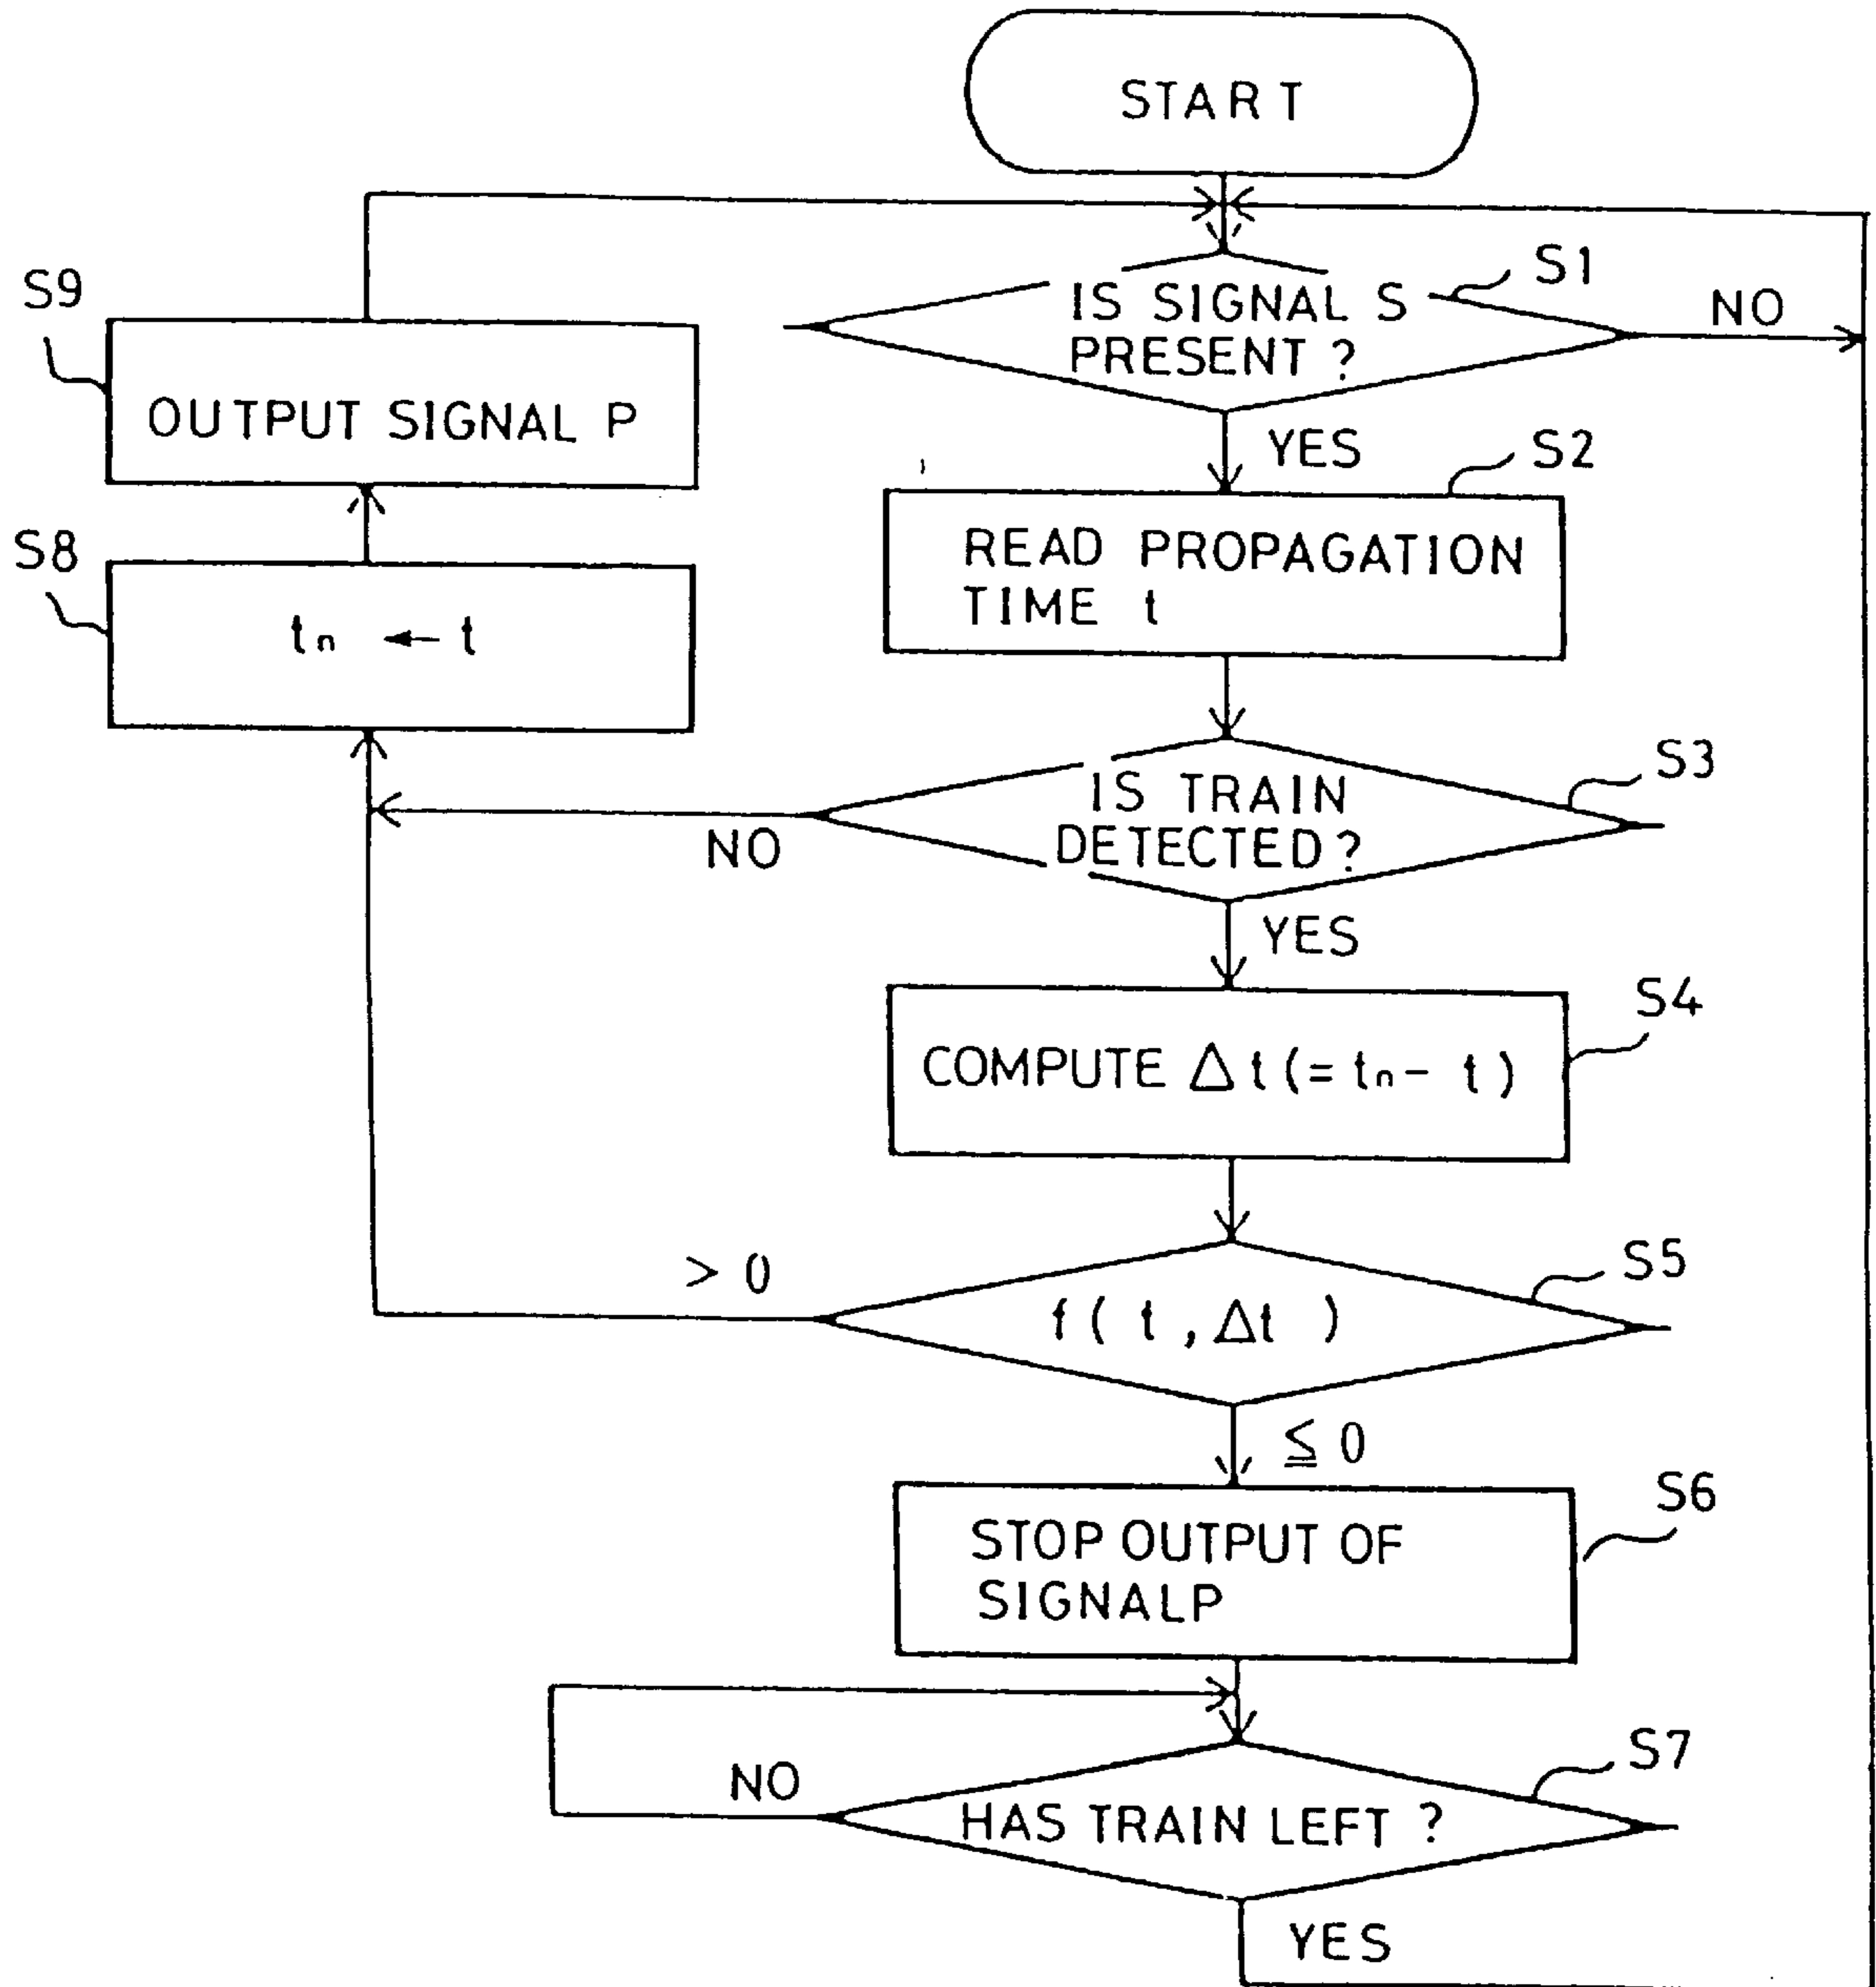 START
S1
IS SIGNAL S
PRESENT ?
NO
YES
S2
READ PROPAGATION
TIME t
S3
IS TRAIN
DETECTED ?
NO
YES
S4
COMPUTE Δt (= tn - t)
S5
f ( t , Δt )
> 0
≦ 0
S6
STOP OUTPUT OF
SIGNALP
S7
HAS TRAIN LEFT ?
NO
YES
S8
tn ← t
S9
OUTPUT SIGNAL P